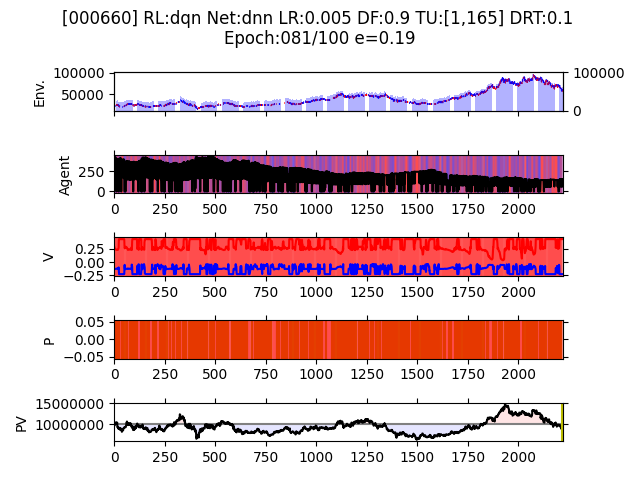 [000660] RL:dqn Net:dnn LR:0.005 DF:0.9 TU:[1,165] DRT:0.1
Epoch:081/100 e=0.19
100000 100000
Env.
50000
0
Agent
250
0
0 250 500 750 1000 1250 1500 1750 2000
V
0.25
0.00
−0.25
0 250 500 750 1000 1250 1500 1750 2000
P
0.05
0.00
−0.05
0 250 500 750 1000 1250 1500 1750 2000
PV
15000000
10000000
0 250 500 750 1000 1250 1500 1750 2000